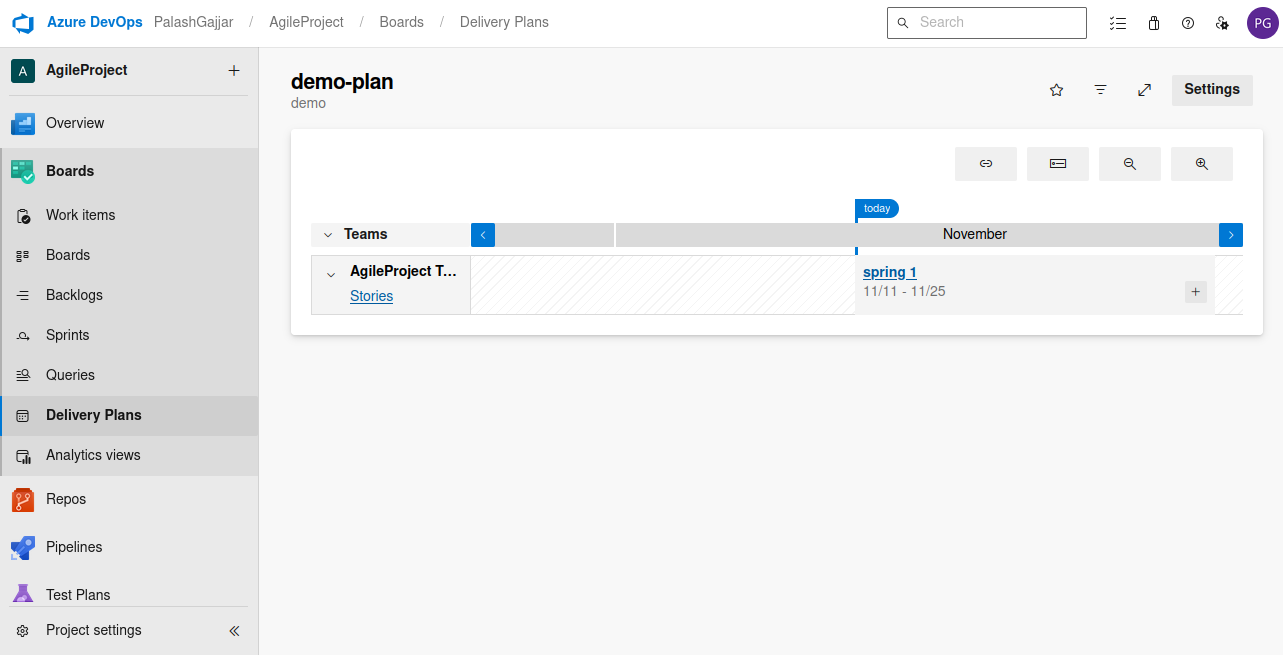 Azure DevOps PalashGajjar / AgileProject / Boards / Delivery Plans Search PG
A AgileProject +
Overview
Boards
Work items
Boards
Backlogs
Sprints
Queries
Delivery Plans
Analytics views
Repos
Pipelines
Test Plans
Project settings
demo-plan
demo
Settings
today
Teams
November
AgileProject T...
Stories
spring 1
11/11 - 11/25
+